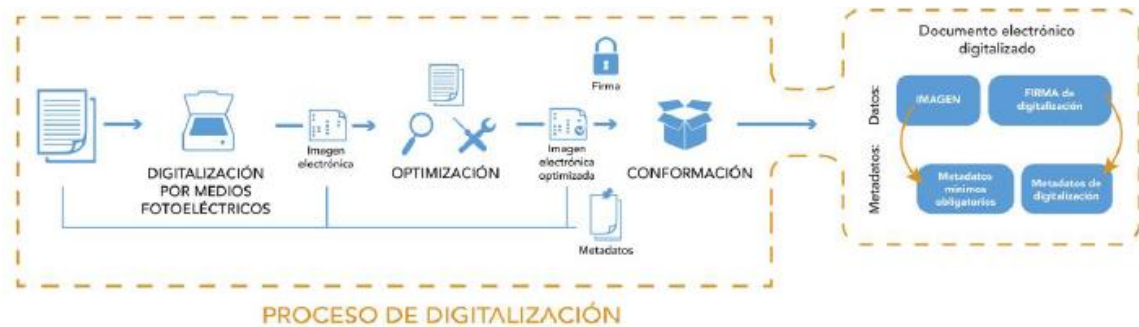 Documento electrónico
digitalizado
Datos:
IMAGEN
FIRMA de
digitalización
Metadatos:
Metadatos
mínimos
obligatorios
Metadatos de
digitalización
Firma
Imagen
electrónica
Imagen
electrónica
optimizada
DIGITALIZACIÓN
POR MEDIOS
FOTOELÉCTRICOS
OPTIMIZACIÓN
CONFORMACIÓN
Metadatos
PROCESO DE DIGITALIZACIÓN